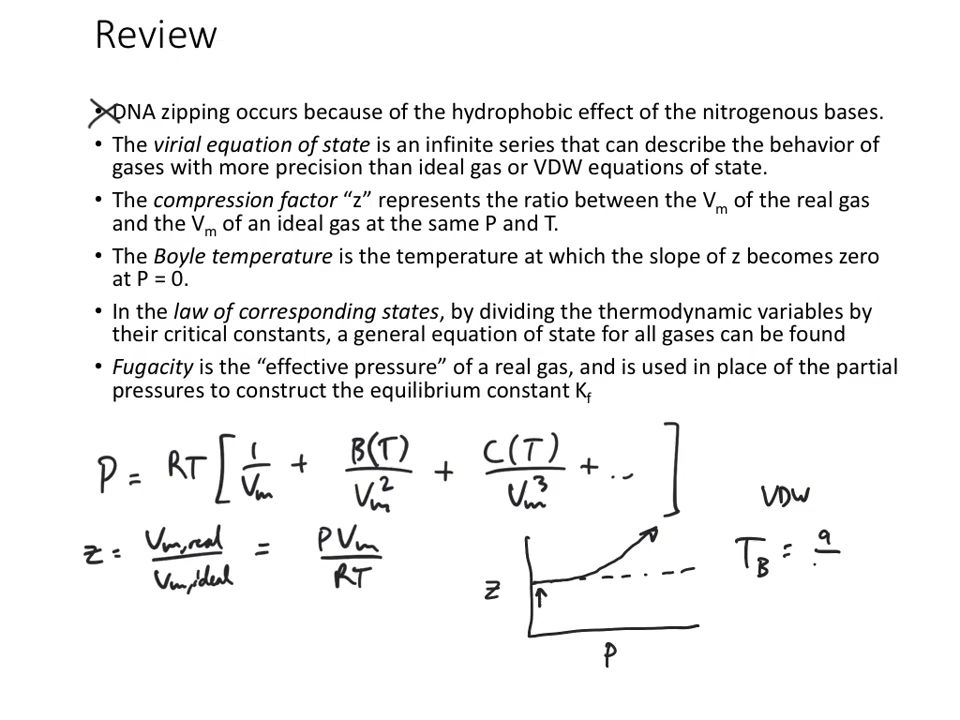 Review
• DNA zipping occurs because of the hydrophobic effect of the nitrogenous bases.
• The virial equation of state is an infinite series that can describe the behavior of
gases with more precision than ideal gas or VDW equations of state.
• The compression factor “z” represents the ratio between the Vm of the real gas
and the Vm of an ideal gas at the same P and T.
• The Boyle temperature is the temperature at which the slope of z becomes zero
at P = 0.
• In the law of corresponding states, by dividing the thermodynamic variables by
their critical constants, a general equation of state for all gases can be found
• Fugacity is the “effective pressure” of a real gas, and is used in place of the partial
pressures to construct the equilibrium constant Kf
P = RT [ 1/Vm + B(T)/Vm² + C(T)/Vm³ + ... ]
VDW
z = Vm,real/Vm,ideal = PVm/RT
TB = a/
Z
P